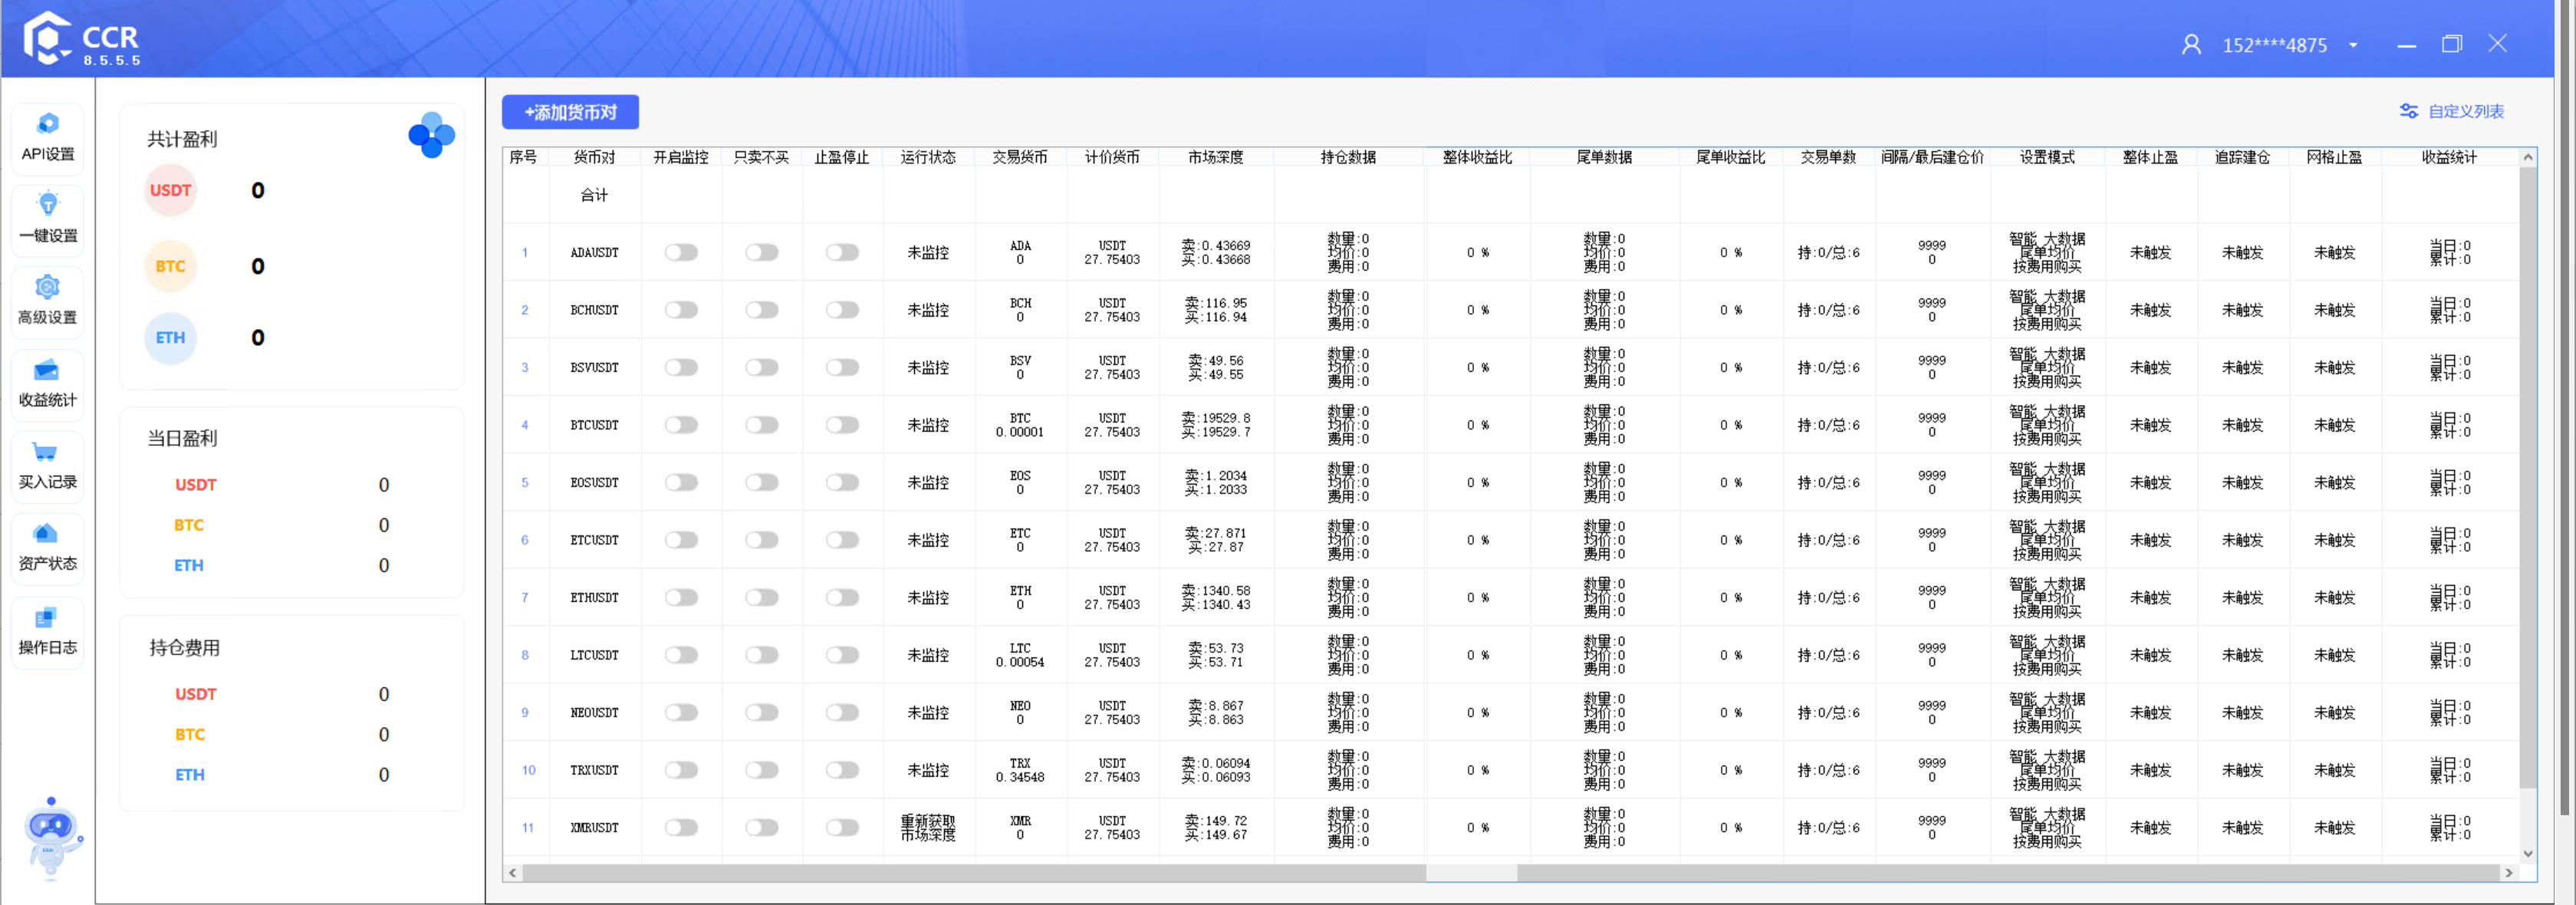 CCR
8.5.5.5
152****4875
API设置
一键设置
高级设置
收益统计
买入记录
资产状态
操作日志
共计盈利
USDT 0
BTC 0
ETH 0
当日盈利
USDT 0
BTC 0
ETH 0
持仓费用
USDT 0
BTC 0
ETH 0
+添加货币对
自定义列表
序号 货币对 开启监控 只卖不买 止盈停止 运行状态 交易货币 计价货币 市场深度 持仓数据 整体收益比 尾单数据 尾单收益比 交易单数 间隔/最后建仓价 设置模式 整体止盈 追踪建仓 网格止盈 收益统计
合计
数量:0 数量:0 智能 大数据
ADA USDT 卖:0.43669 9999 当日:0
1 ADAUSDT 未监控 均价:0 0 % 均价:0 0 % 持:0/总:6 尾单均价 未触发 未触发 未触发
0 27.75403 买:0.43668 0 累计:0
费用:0 费用:0 按费用购买
数量:0 数量:0 智能 大数据
BCH USDT 卖:116.95 9999 当日:0
2 BCHUSDT 未监控 均价:0 0 % 均价:0 0 % 持:0/总:6 尾单均价 未触发 未触发 未触发
0 27.75403 买:116.94 0 累计:0
费用:0 费用:0 按费用购买
数量:0 数量:0 智能 大数据
BSV USDT 卖:49.56 9999 当日:0
3 BSVUSDT 未监控 均价:0 0 % 均价:0 0 % 持:0/总:6 尾单均价 未触发 未触发 未触发
0 27.75403 买:49.55 0 累计:0
费用:0 费用:0 按费用购买
数量:0 数量:0 智能 大数据
BTC USDT 卖:19529.8 9999 当日:0
4 BTCUSDT 未监控 均价:0 0 % 均价:0 0 % 持:0/总:6 尾单均价 未触发 未触发 未触发
0.00001 27.75403 买:19529.7 0 累计:0
费用:0 费用:0 按费用购买
数量:0 数量:0 智能 大数据
EOS USDT 卖:1.2034 9999 当日:0
5 EOSUSDT 未监控 均价:0 0 % 均价:0 0 % 持:0/总:6 尾单均价 未触发 未触发 未触发
0 27.75403 买:1.2033 0 累计:0
费用:0 费用:0 按费用购买
数量:0 数量:0 智能 大数据
ETC USDT 卖:27.871 9999 当日:0
6 ETCUSDT 未监控 均价:0 0 % 均价:0 0 % 持:0/总:6 尾单均价 未触发 未触发 未触发
0 27.75403 买:27.87 0 累计:0
费用:0 费用:0 按费用购买
数量:0 数量:0 智能 大数据
ETH USDT 卖:1340.58 9999 当日:0
7 ETHUSDT 未监控 均价:0 0 % 均价:0 0 % 持:0/总:6 尾单均价 未触发 未触发 未触发
0 27.75403 买:1340.43 0 累计:0
费用:0 费用:0 按费用购买
数量:0 数量:0 智能 大数据
LTC USDT 卖:53.73 9999 当日:0
8 LTCUSDT 未监控 均价:0 0 % 均价:0 0 % 持:0/总:6 尾单均价 未触发 未触发 未触发
0.00054 27.75403 买:53.71 0 累计:0
费用:0 费用:0 按费用购买
数量:0 数量:0 智能 大数据
NEO USDT 卖:8.867 9999 当日:0
9 NEOUSDT 未监控 均价:0 0 % 均价:0 0 % 持:0/总:6 尾单均价 未触发 未触发 未触发
0 27.75403 买:8.863 0 累计:0
费用:0 费用:0 按费用购买
数量:0 数量:0 智能 大数据
TRX USDT 卖:0.06094 9999 当日:0
10 TRXUSDT 未监控 均价:0 0 % 均价:0 0 % 持:0/总:6 尾单均价 未触发 未触发 未触发
0.34548 27.75403 买:0.06093 0 累计:0
费用:0 费用:0 按费用购买
数量:0 数量:0 智能 大数据
重新获取 XMR USDT 卖:149.72 9999 当日:0
11 XMRUSDT 均价:0 0 % 均价:0 0 % 持:0/总:6 尾单均价 未触发 未触发 未触发
市场深度 0 27.75403 买:149.67 0 累计:0
费用:0 费用:0 按费用购买